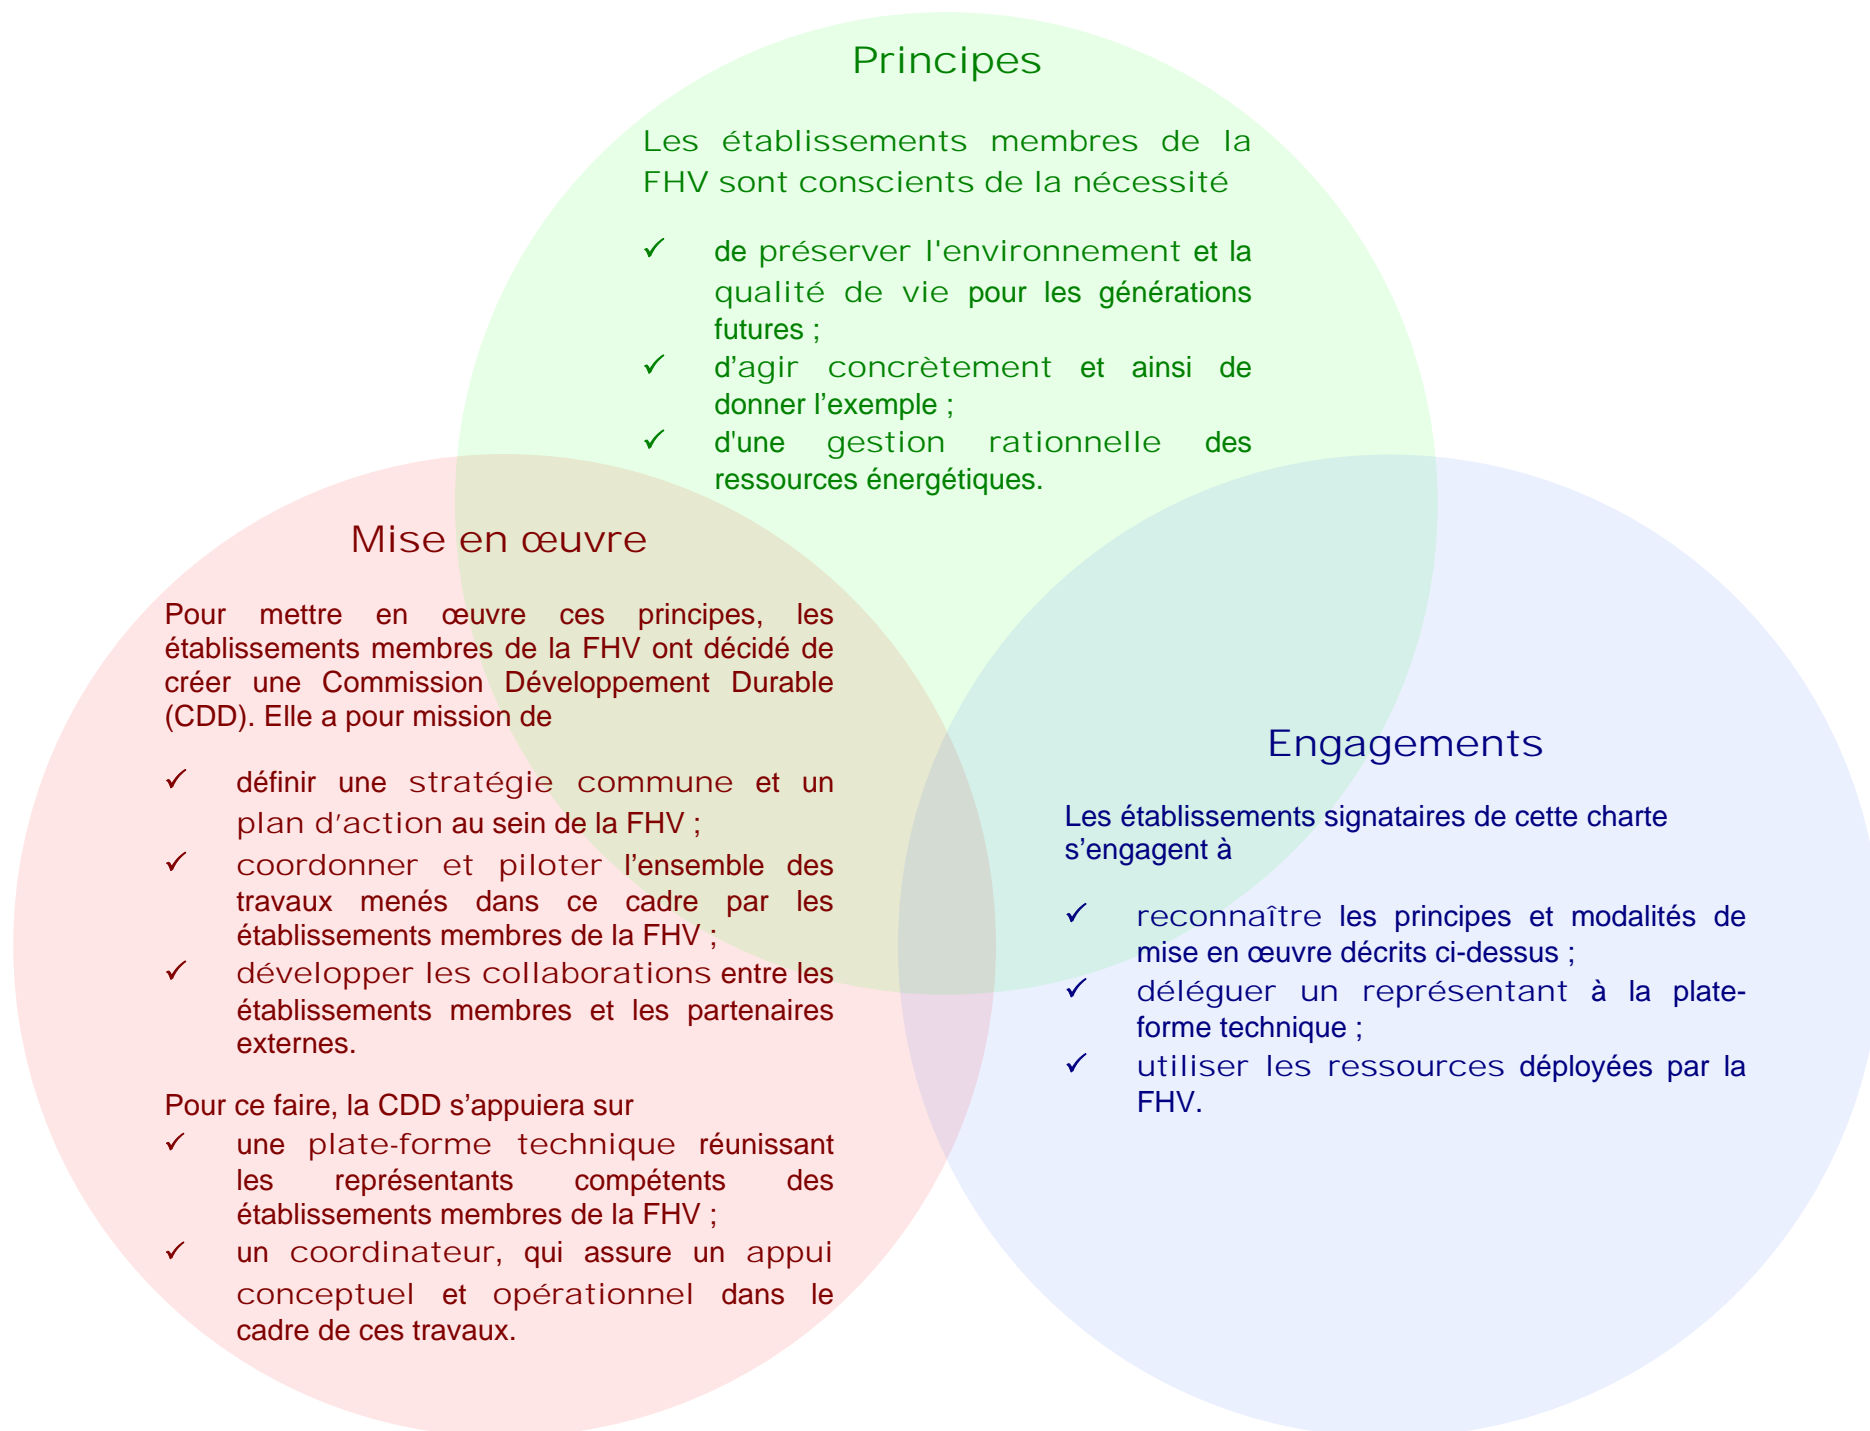 Principes
Les établissements membres de la
FHV sont conscients de la nécessité
✓ de préserver l'environnement et la
qualité de vie pour les générations
futures ;
✓ d’agir concrètement et ainsi de
donner l’exemple ;
✓ d'une gestion rationnelle des
ressources énergétiques.
Mise en œuvre
Pour mettre en œuvre ces principes, les
établissements membres de la FHV ont décidé de
créer une Commission Développement Durable
(CDD). Elle a pour mission de
✓ définir une stratégie commune et un
plan d’action au sein de la FHV ;
✓ coordonner et piloter l’ensemble des
travaux menés dans ce cadre par les
établissements membres de la FHV ;
✓ développer les collaborations entre les
établissements membres et les partenaires
externes.
Pour ce faire, la CDD s’appuiera sur
✓ une plate-forme technique réunissant
les représentants compétents des
établissements membres de la FHV ;
✓ un coordinateur, qui assure un appui
conceptuel et opérationnel dans le
cadre de ces travaux.
Engagements
Les établissements signataires de cette charte
s’engagent à
✓ reconnaître les principes et modalités de
mise en œuvre décrits ci-dessus ;
✓ déléguer un représentant à la plate-
forme technique ;
✓ utiliser les ressources déployées par la
FHV.